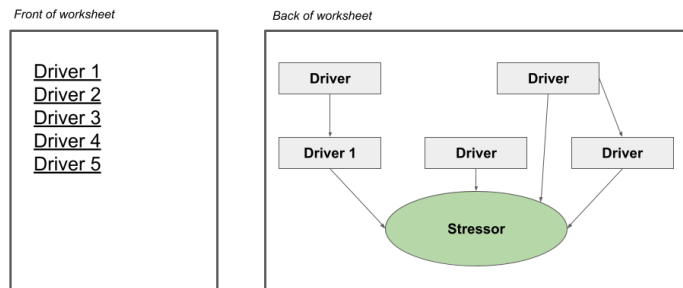 Front of worksheet
Driver 1
Driver 2
Driver 3
Driver 4
Driver 5
Back of worksheet
Driver
Driver
Driver 1
Driver
Driver
Stressor